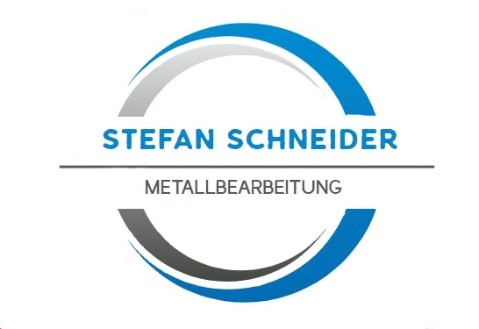 STEFAN SCHNEIDER
METALLBEARBEITUNG